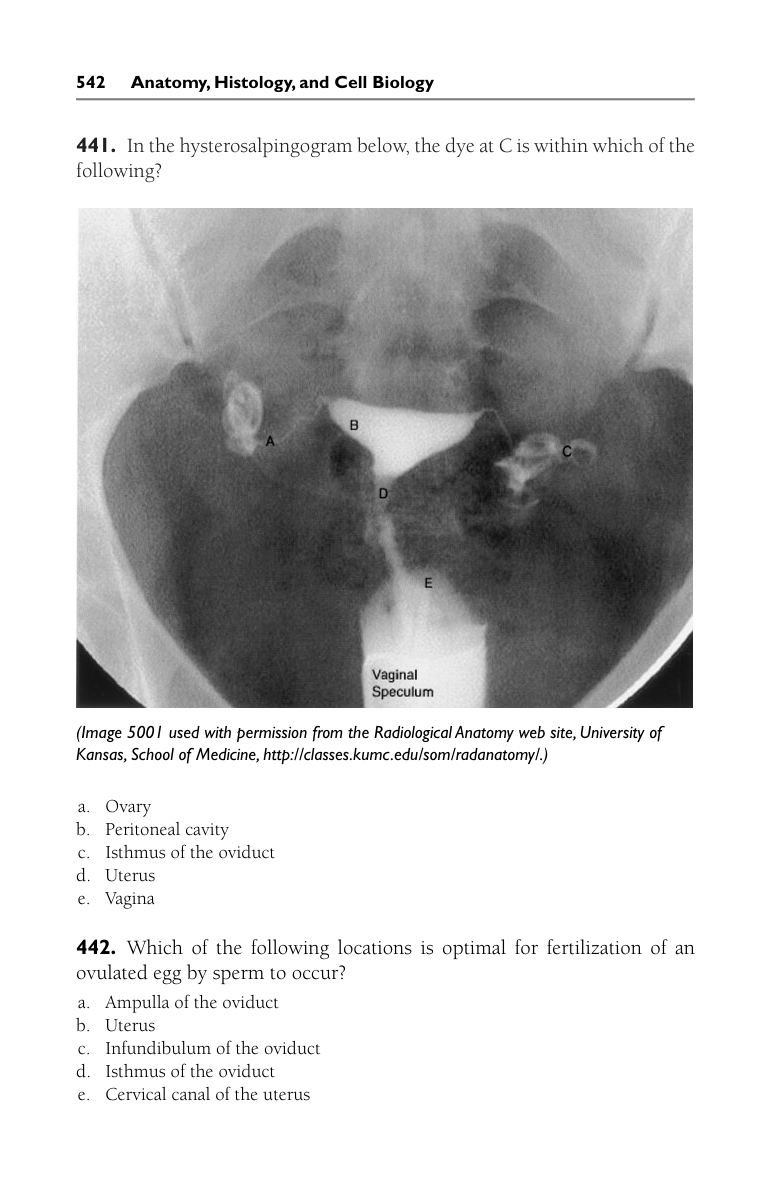 542 Anatomy, Histology, and Cell Biology
441. In the hysterosalpingogram below, the dye at C is within which of the
following?
A
B
C
D
E
Vaginal
Speculum
(Image 5001 used with permission from the Radiological Anatomy web site, University of
Kansas, School of Medicine, http://classes.kumc.edu/som/radanatomy/.)
a. Ovary
b. Peritoneal cavity
c. Isthmus of the oviduct
d. Uterus
e. Vagina
442. Which of the following locations is optimal for fertilization of an
ovulated egg by sperm to occur?
a. Ampulla of the oviduct
b. Uterus
c. Infundibulum of the oviduct
d. Isthmus of the oviduct
e. Cervical canal of the uterus